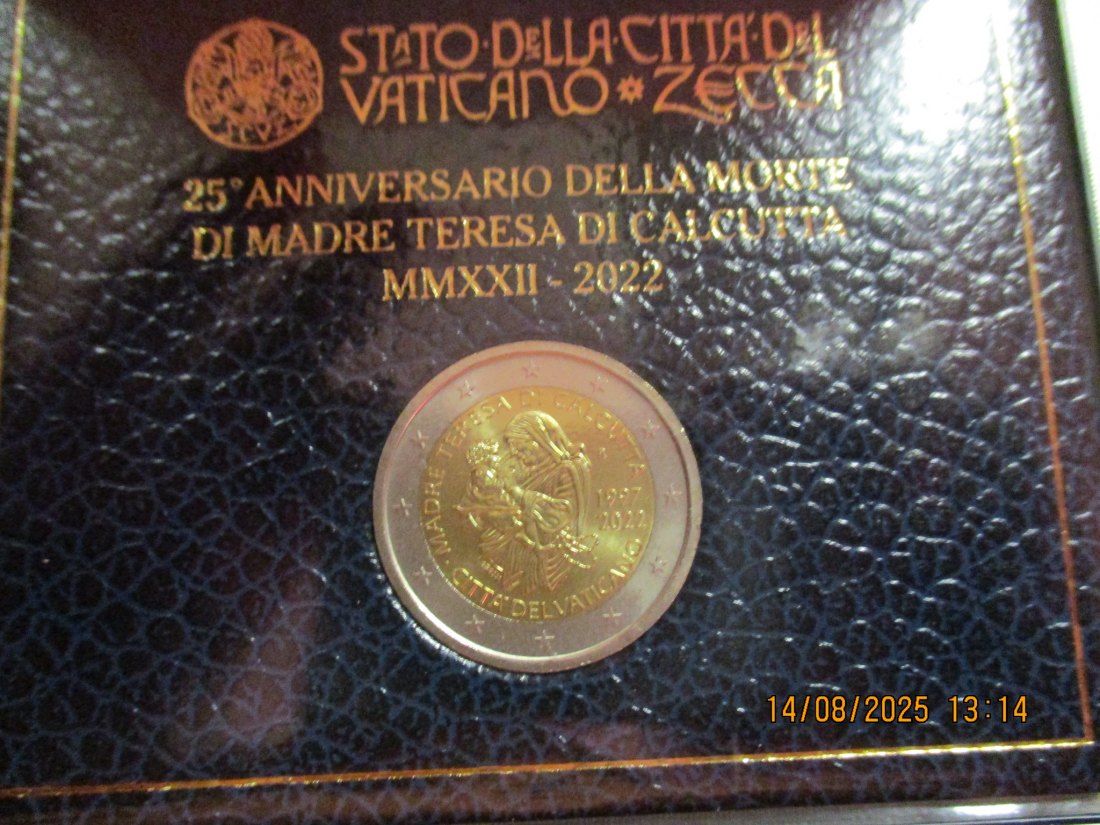 STATO·DELLA·CITTÀ·DEL
VATICANO * ZECCA
25° ANNIVERSARIO DELLA MORTE
DI MADRE TERESA DI CALCUTTA
MMXXII - 2022
MADRE TERESA DI CALCUTTA
1997
2022
CITTA' DEL VATICANO
14/08/2025 13:14